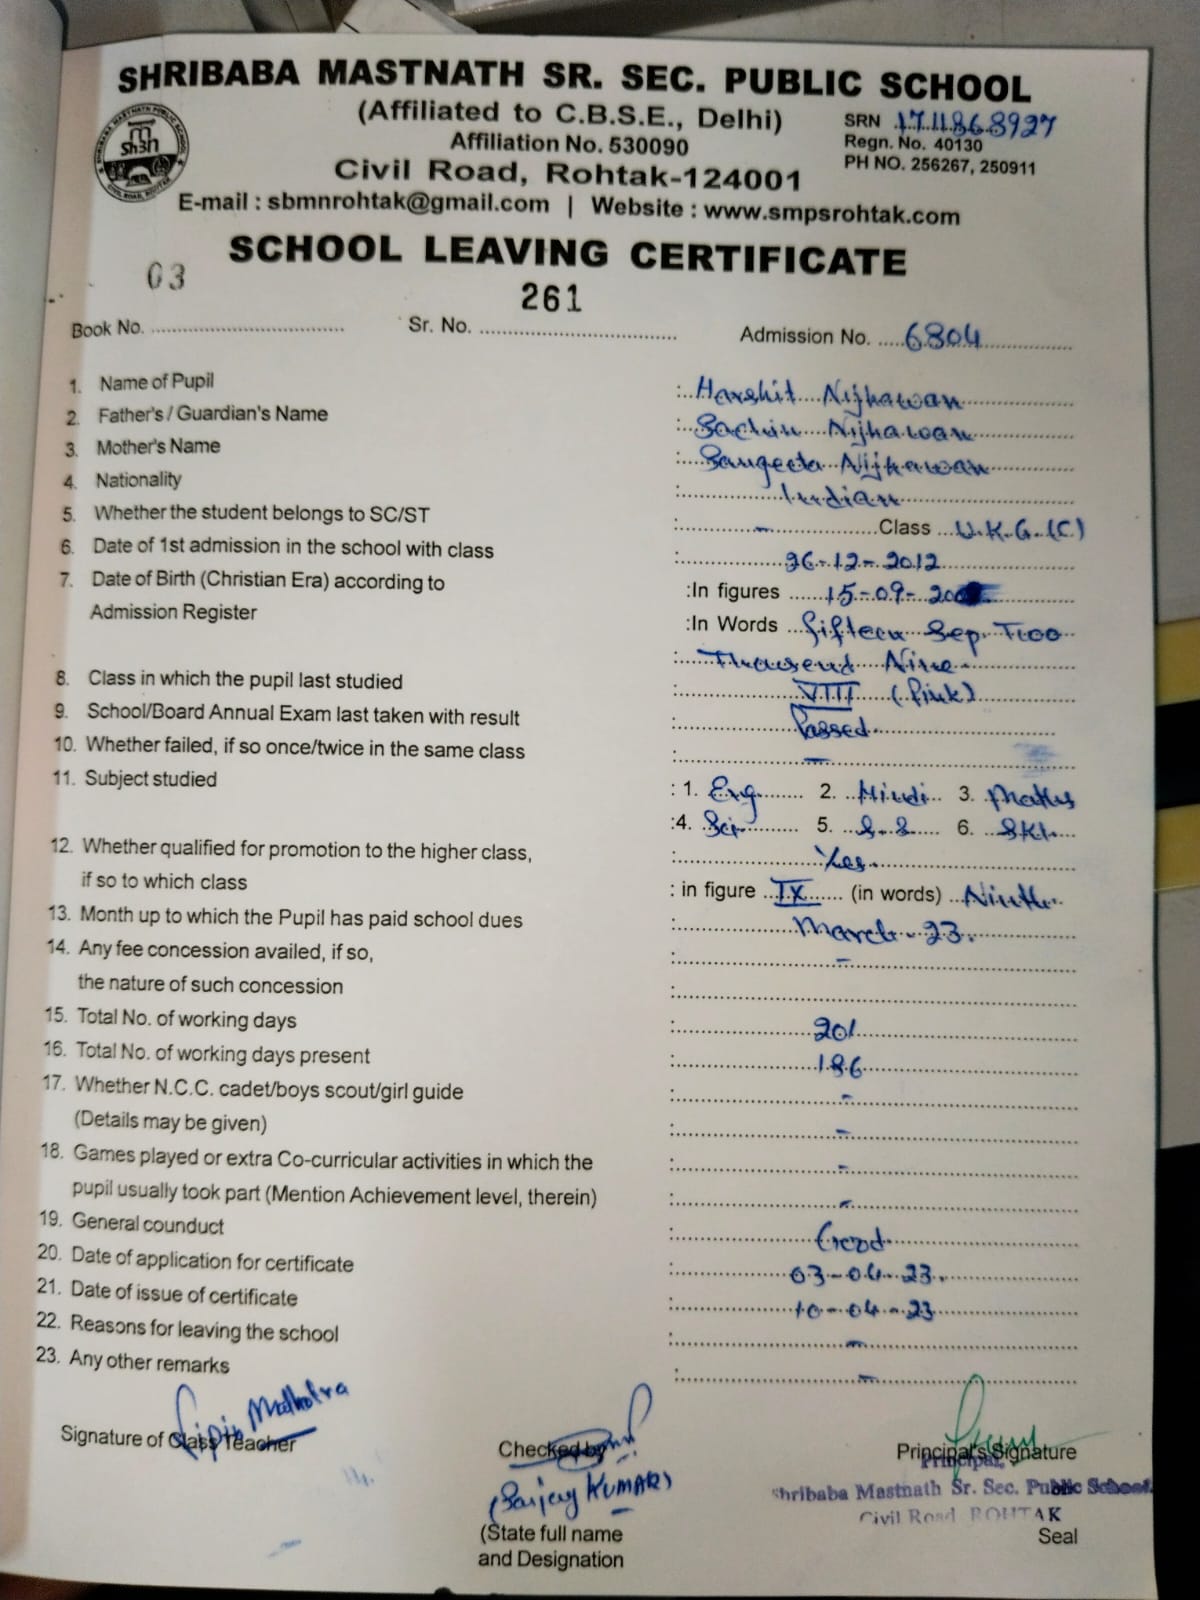 SHRIBABA MASTNATH SR. SEC. PUBLIC SCHOOL
(Affiliated to C.B.S.E., Delhi)
SRN 1711868927
Affiliation No. 530090
Regn. No. 40130
Civil Road, Rohtak-124001
PH NO. 256267, 250911
E-mail : sbmnrohtak@gmail.com | Website : www.smpsrohtak.com
SCHOOL LEAVING CERTIFICATE
Book No. 03 Sr. No. 261 Admission No. 6804
1. Name of Pupil : Harshit Nijhawan
2. Father's / Guardian's Name : Sachin Nijhawan
3. Mother's Name : Sangeeta Nijhawan
4. Nationality : Indian
5. Whether the student belongs to SC/ST : - Class U.K.G. (C)
6. Date of 1st admission in the school with class : 26-12-2012
7. Date of Birth (Christian Era) according to :In figures 15-09-
Admission Register :In Words fifteen Sep. Two
: Thousend Nine
8. Class in which the pupil last studied : VIII (Pink)
9. School/Board Annual Exam last taken with result : Passed
10. Whether failed, if so once/twice in the same class : -
11. Subject studied : 1. Eng 2. Hindi 3. Maths
:4. Sci 5. S.S 6. SKt.
12. Whether qualified for promotion to the higher class, : Yes.
if so to which class : in figure IX (in words) Ninth.
13. Month up to which the Pupil has paid school dues : March-23.
14. Any fee concession availed, if so, : -
the nature of such concession :
15. Total No. of working days : 201
16. Total No. of working days present : 186
17. Whether N.C.C. cadet/boys scout/girl guide : -
(Details may be given) : -
18. Games played or extra Co-curricular activities in which the : -
pupil usually took part (Mention Achievement level, therein) : -
19. General counduct : Good
20. Date of application for certificate : 03-04-23.
21. Date of issue of certificate : 10-04-23
22. Reasons for leaving the school : -
23. Any other remarks : -
Malhotra
Signature of Class Teacher Checked by Principal's Signature
Principal,
(Sanjay KUMAR) Shribaba Mastnath Sr. Sec. Public School
Civil Road ROHTAK
(State full name Seal
and Designation